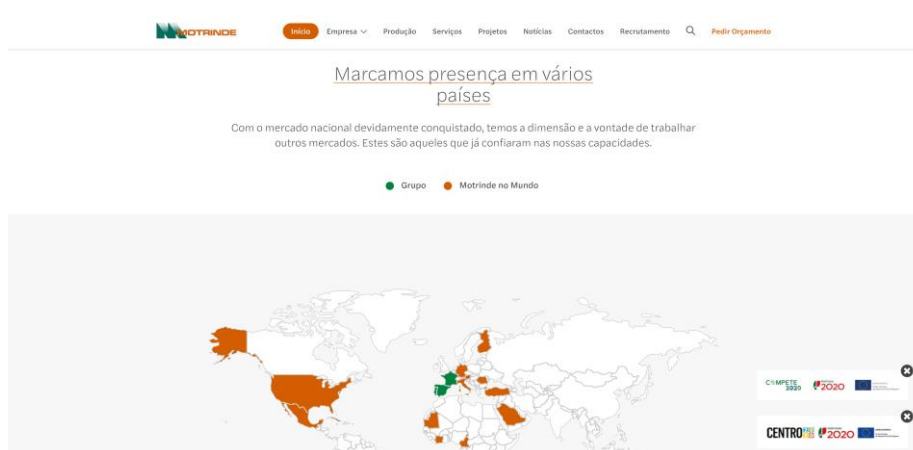 MOTRINDE
Início Empresa Produção Serviços Projetos Notícias Contactos Recrutamento Pedir Orçamento
Marcamos presença em vários
países
Com o mercado nacional devidamente conquistado, temos a dimensão e a vontade de trabalhar
outros mercados. Estes são aqueles que já confiaram nas nossas capacidades.
Grupo Motrinde no Mundo
COMPETE
2020
2020
CENTRO
2020